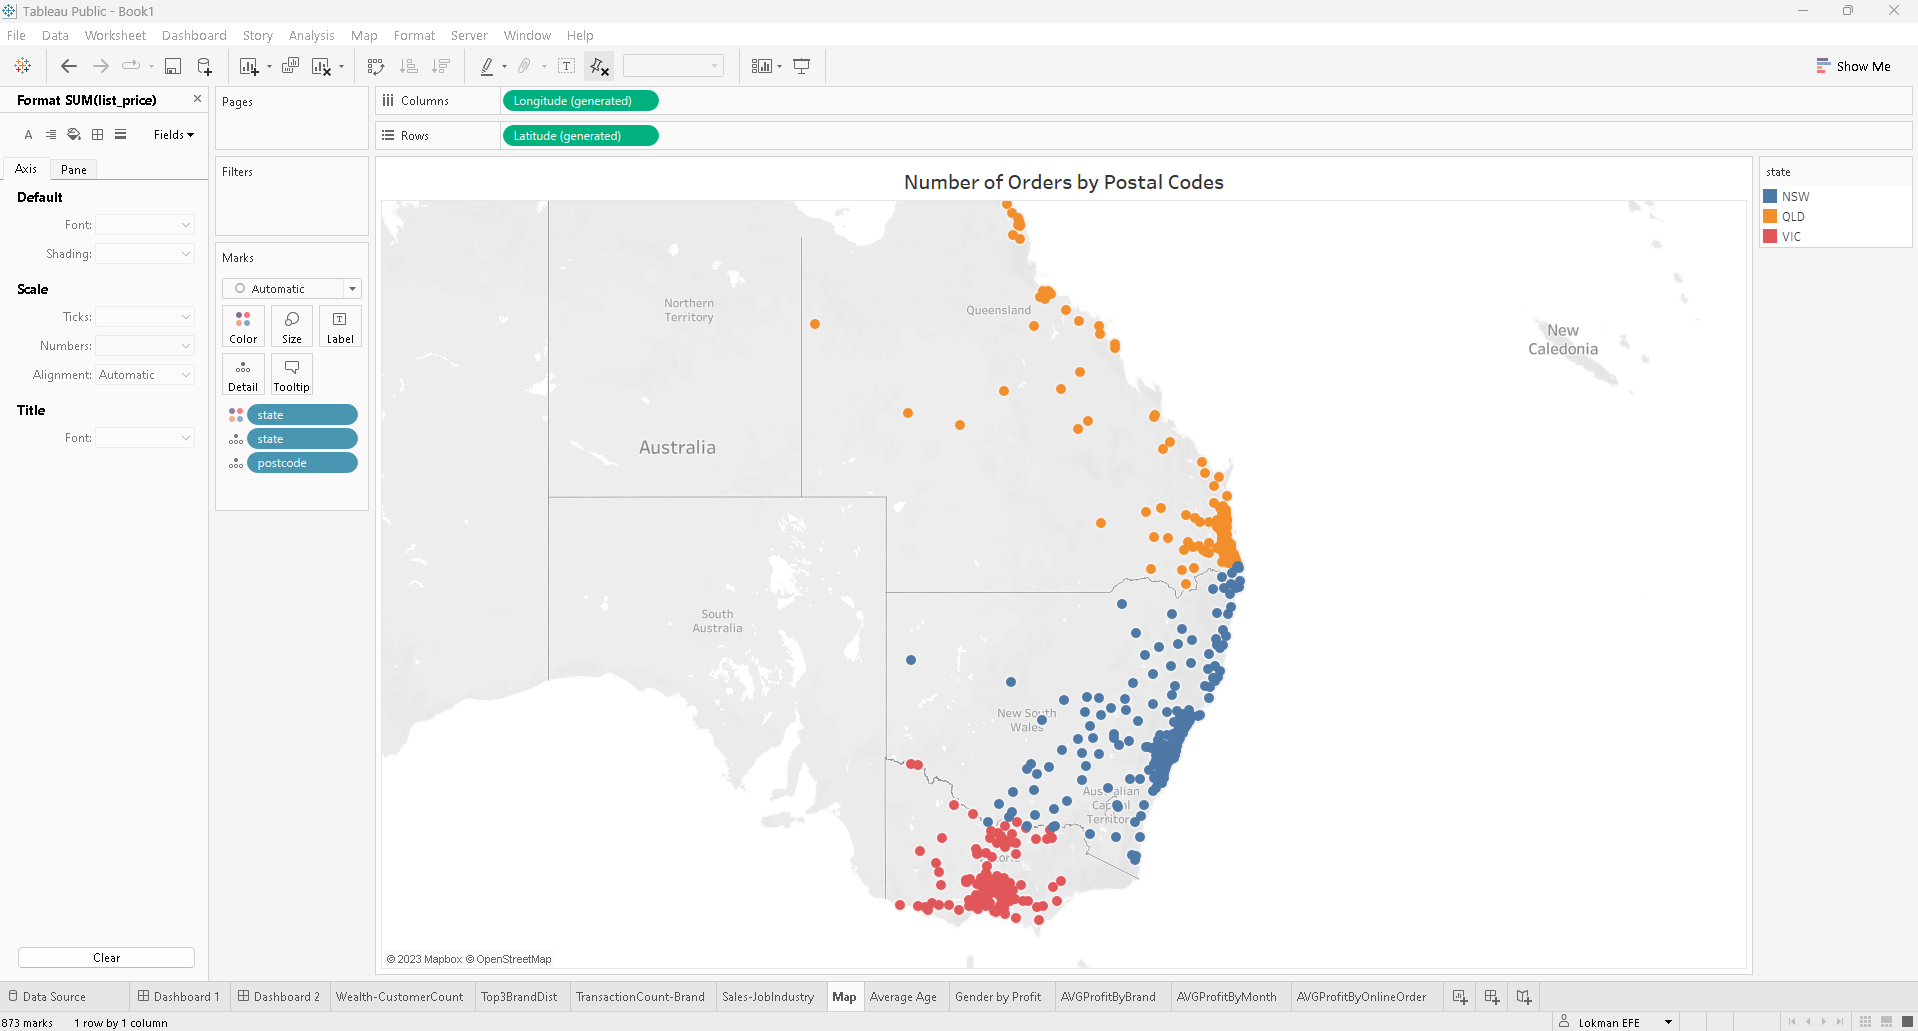 Tableau Public - Book1
File Data Worksheet Dashboard Story Analysis Map Format Server Window Help
Show Me
Format SUM(list_price)
A
Fields
Axis Pane
Default
Font:
Shading:
Scale
Ticks:
Numbers:
Alignment: Automatic
Title
Font:
Clear
Pages
Filters
Marks
Automatic
Color Size Label
Detail Tooltip
state
state
postcode
Columns Longitude (generated)
Rows Latitude (generated)
Number of Orders by Postal Codes
Northern
Territory
Queensland
New
Caledonia
Australia
South
Australia
New South
Wales
Australian
Capital
Territory
© 2023 Mapbox © OpenStreetMap
state
NSW
QLD
VIC
Data Source Dashboard 1 Dashboard 2 Wealth-CustomerCount Top3BrandDist TransactionCount-Brand Sales-JobIndustry Map Average Age Gender by Profit AVGProfitByBrand AVGProfitByMonth AVGProfitByOnlineOrder
873 marks 1 row by 1 column Lokman EFE